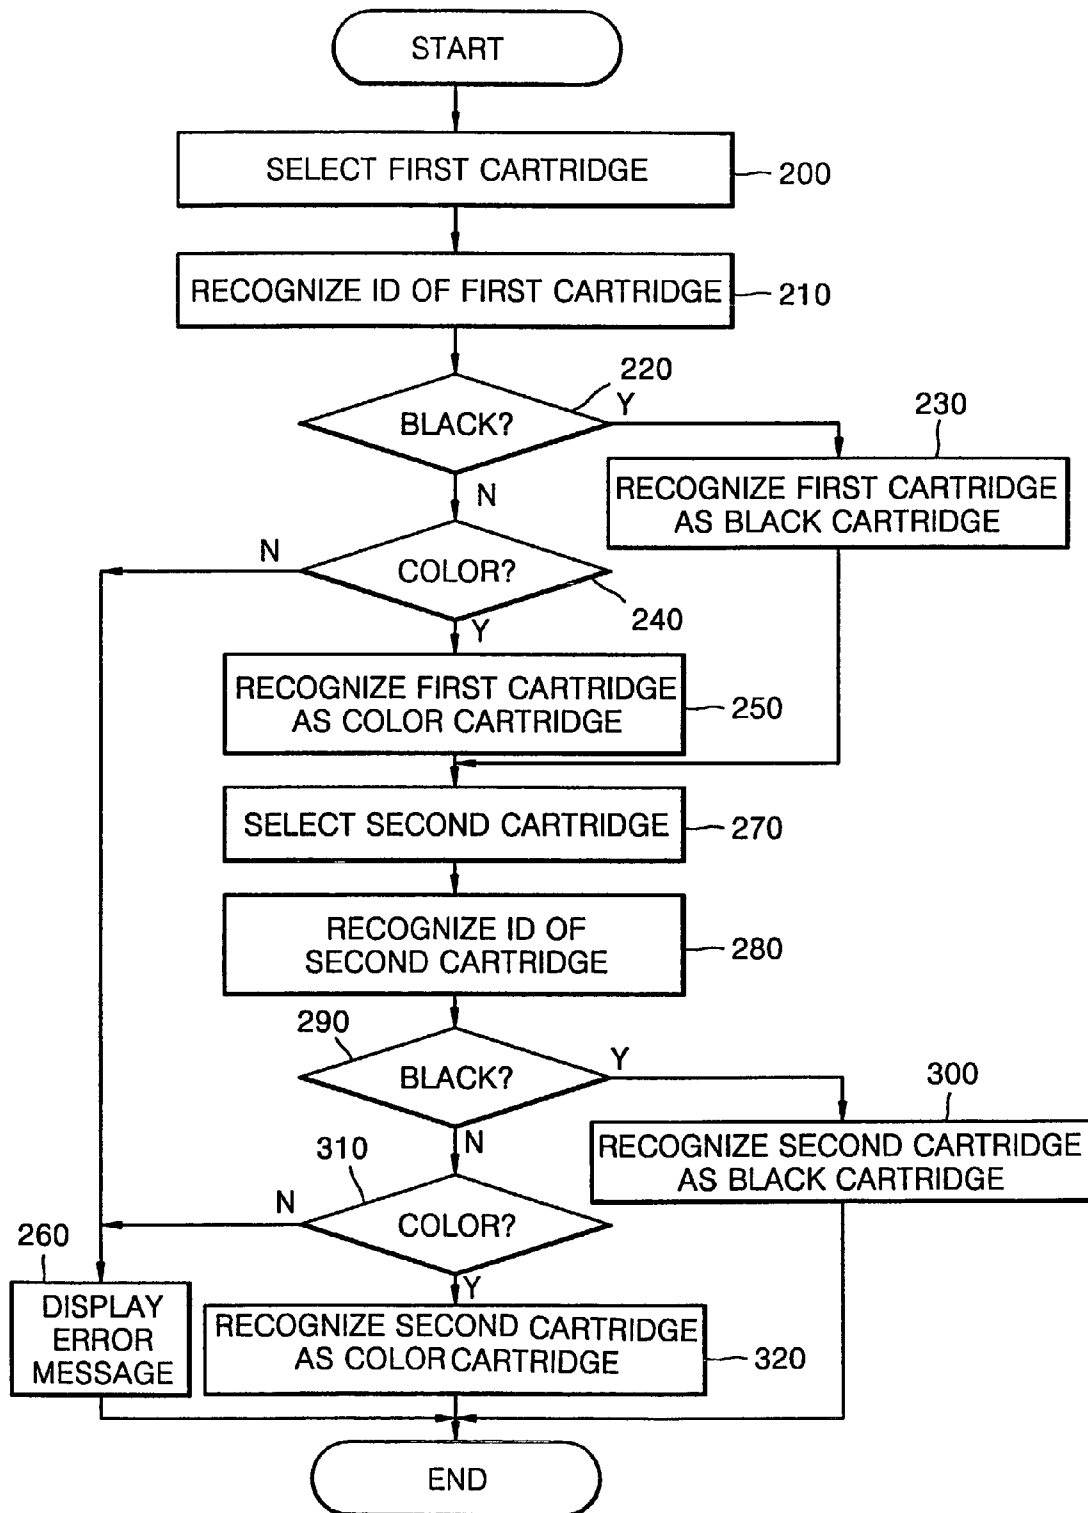 START
SELECT FIRST CARTRIDGE
200
RECOGNIZE ID OF FIRST CARTRIDGE
210
220
BLACK?
Y
N
230
RECOGNIZE FIRST CARTRIDGE
AS BLACK CARTRIDGE
N
COLOR?
240
Y
RECOGNIZE FIRST CARTRIDGE
AS COLOR CARTRIDGE
250
SELECT SECOND CARTRIDGE
270
RECOGNIZE ID OF
SECOND CARTRIDGE
280
290
BLACK?
Y
N
300
RECOGNIZE SECOND CARTRIDGE
AS BLACK CARTRIDGE
310
N
COLOR?
Y
260
DISPLAY
ERROR
MESSAGE
RECOGNIZE SECOND CARTRIDGE
AS COLOR CARTRIDGE
320
END